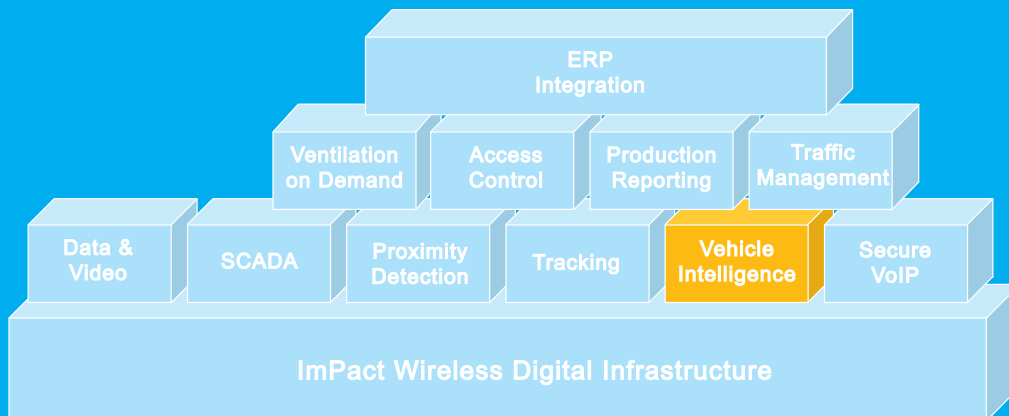 ERP
Integration
Ventilation
on Demand
Access
Control
Production
Reporting
Traffic
Management
Data &
Video
SCADA
Proximity
Detection
Tracking
Vehicle
Intelligence
Secure
VoIP
ImPact Wireless Digital Infrastructure